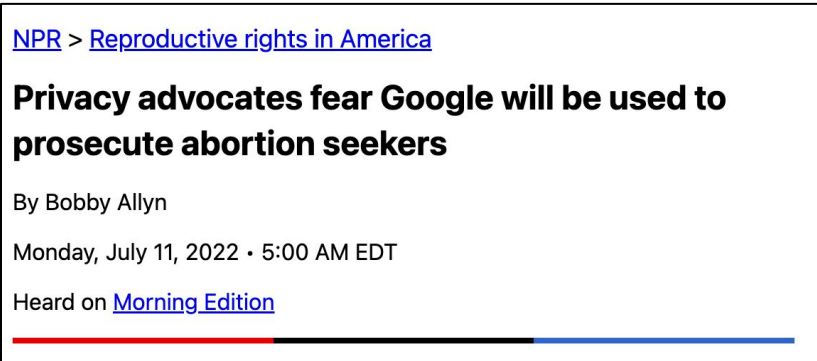 NPR > Reproductive rights in America
Privacy advocates fear Google will be used to
prosecute abortion seekers
By Bobby Allyn
Monday, July 11, 2022 • 5:00 AM EDT
Heard on Morning Edition